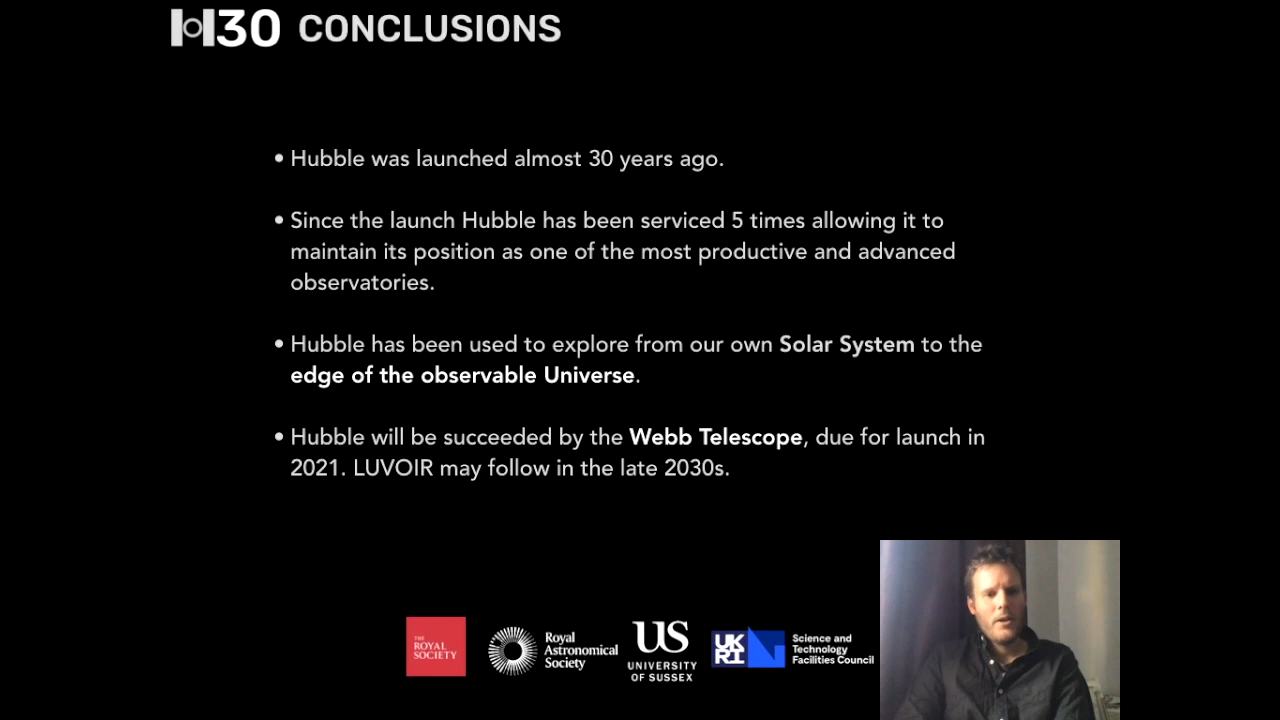 H30 CONCLUSIONS
• Hubble was launched almost 30 years ago.
• Since the launch Hubble has been serviced 5 times allowing it to
maintain its position as one of the most productive and advanced
observatories.
• Hubble has been used to explore from our own Solar System to the
edge of the observable Universe.
• Hubble will be succeeded by the Webb Telescope, due for launch in
2021. LUVOIR may follow in the late 2030s.
THE
ROYAL
SOCIETY
Royal
Astronomical
Society
US
UNIVERSITY
OF SUSSEX
UK
RI
Science and
Technology
Facilities Council